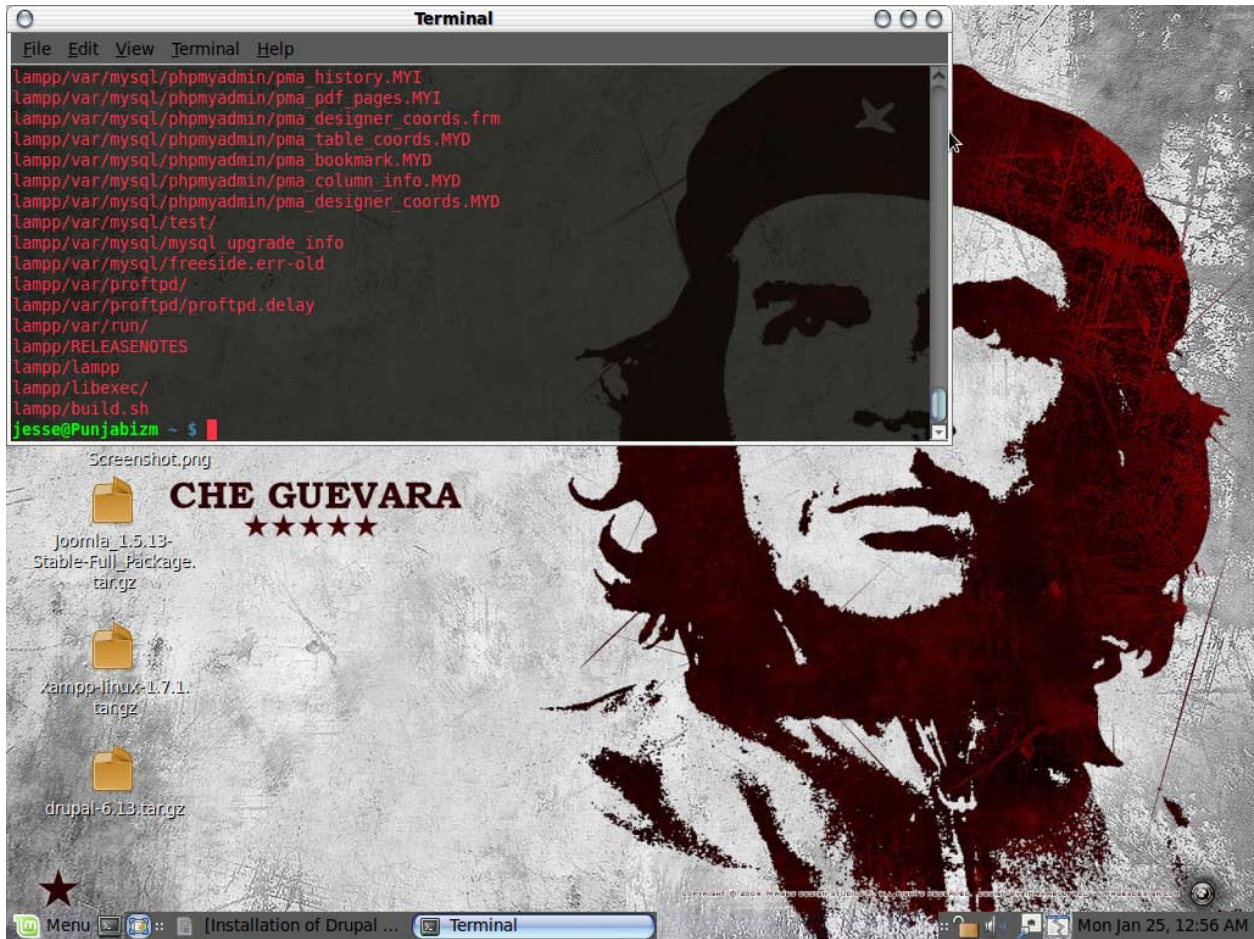 Terminal
File Edit View Terminal Help
lampp/var/mysql/phpmyadmin/pma_history.MYI
lampp/var/mysql/phpmyadmin/pma_pdf_pages.MYI
lampp/var/mysql/phpmyadmin/pma_designer_coords.frm
lampp/var/mysql/phpmyadmin/pma_table_coords.MYD
lampp/var/mysql/phpmyadmin/pma_bookmark.MYD
lampp/var/mysql/phpmyadmin/pma_column_info.MYD
lampp/var/mysql/phpmyadmin/pma_designer_coords.MYD
lampp/var/mysql/test/
lampp/var/mysql/mysql_upgrade_info
lampp/var/mysql/freeside.err-old
lampp/var/proftpd/
lampp/var/proftpd/proftpd.delay
lampp/var/run/
lampp/RELEASENOTES
lampp/lampp
lampp/libexec/
lampp/build.sh
jesse@Punjabizm ~ $
Screenshot.png
CHE GUEVARA
Joomla_1.5.13-
Stable-Full_Package.
tar.gz
xampp-linux-1.7.1.
tar.gz
drupal-6.13.tar.gz
Menu
[Installation of Drupal ...
Terminal
Mon Jan 25, 12:56 AM